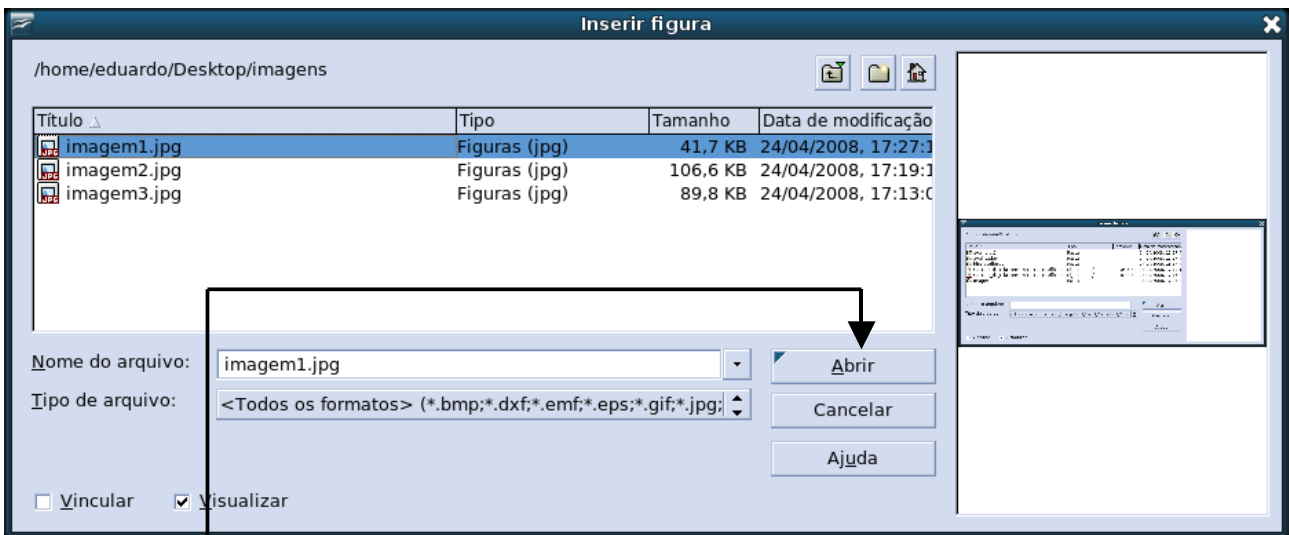 Inserir figura
/home/eduardo/Desktop/imagens
Título Tipo Tamanho Data de modificação
imagem1.jpg Figuras (jpg) 41,7 KB 24/04/2008, 17:27:1
imagem2.jpg Figuras (jpg) 106,6 KB 24/04/2008, 17:19:1
imagem3.jpg Figuras (jpg) 89,8 KB 24/04/2008, 17:13:0
Nome do arquivo: imagem1.jpg Abrir
Tipo de arquivo: <Todos os formatos> (*.bmp;*.dxf;*.emf;*.eps;*.gif;*.jpg; Cancelar
Ajuda
Vincular Visualizar